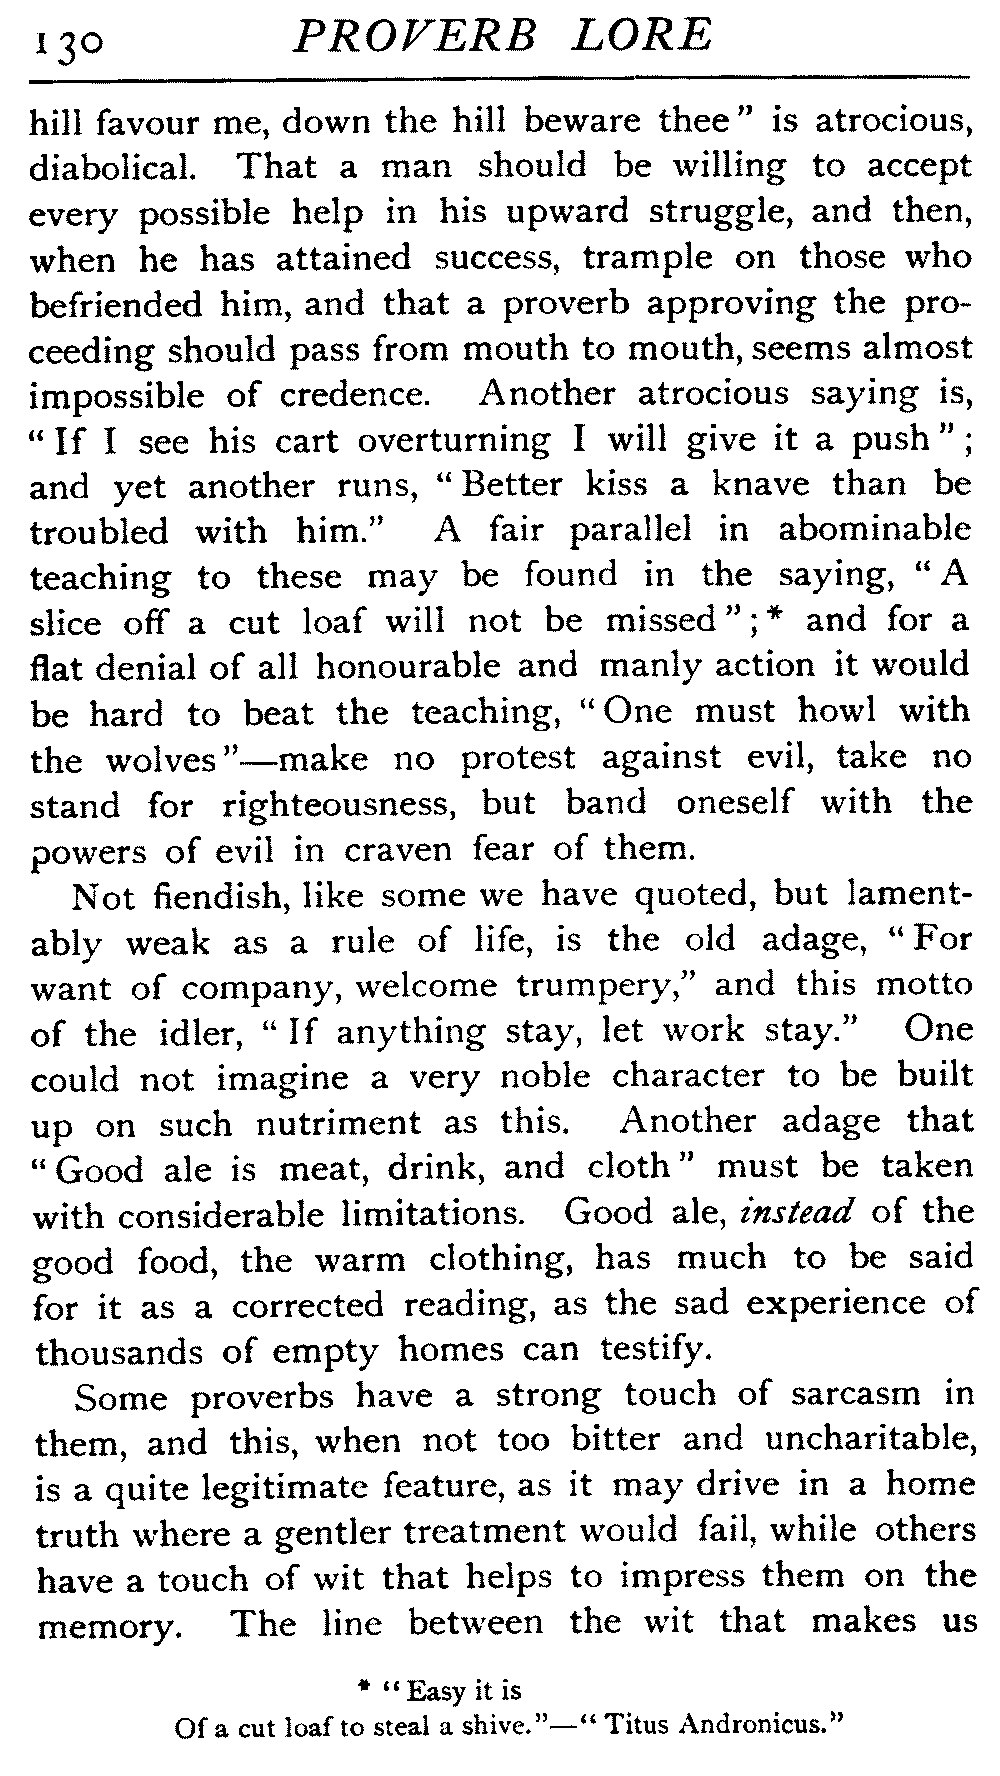 130 PROVERB LORE
hill favour me, down the hill beware thee" is atrocious,
diabolical. That a man should be willing to accept
every possible help in his upward struggle, and then,
when he has attained success, trample on those who
befriended him, and that a proverb approving the pro-
ceeding should pass from mouth to mouth, seems almost
impossible of credence. Another atrocious saying is,
"If I see his cart overturning I will give it a push";
and yet another runs, "Better kiss a knave than be
troubled with him." A fair parallel in abominable
teaching to these may be found in the saying, "A
slice off a cut loaf will not be missed";* and for a
flat denial of all honourable and manly action it would
be hard to beat the teaching, "One must howl with
the wolves"—make no protest against evil, take no
stand for righteousness, but band oneself with the
powers of evil in craven fear of them.
Not fiendish, like some we have quoted, but lament-
ably weak as a rule of life, is the old adage, "For
want of company, welcome trumpery," and this motto
of the idler, "If anything stay, let work stay." One
could not imagine a very noble character to be built
up on such nutriment as this. Another adage that
"Good ale is meat, drink, and cloth" must be taken
with considerable limitations. Good ale, instead of the
good food, the warm clothing, has much to be said
for it as a corrected reading, as the sad experience of
thousands of empty homes can testify.
Some proverbs have a strong touch of sarcasm in
them, and this, when not too bitter and uncharitable,
is a quite legitimate feature, as it may drive in a home
truth where a gentler treatment would fail, while others
have a touch of wit that helps to impress them on the
memory. The line between the wit that makes us
* "Easy it is
Of a cut loaf to steal a shive."—"Titus Andronicus."